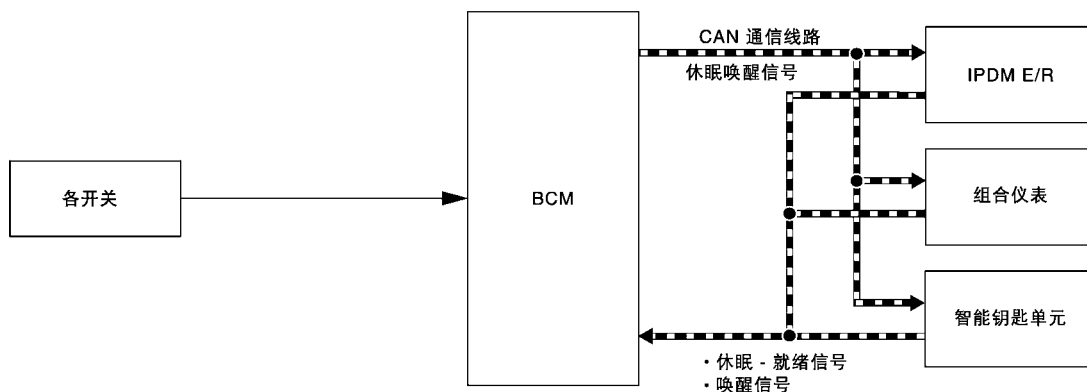 CAN 通信线路
休眠唤醒信号
IPDM E/R
各开关
BCM
组合仪表
智能钥匙单元
・休眠 - 就绪信号
・唤醒信号